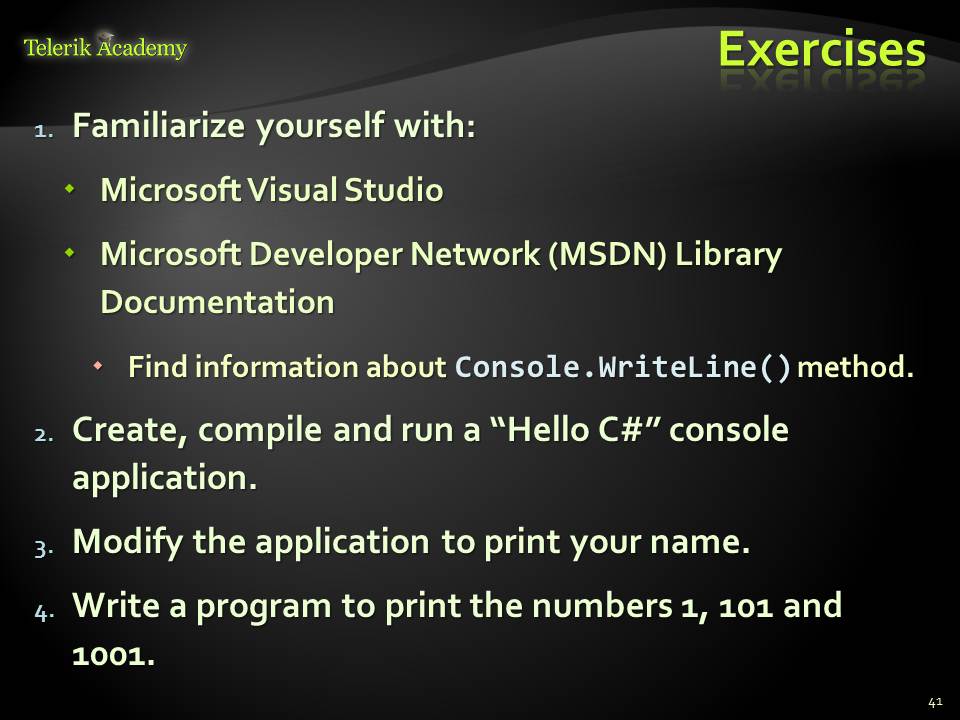 Telerik Academy
Exercises
1. Familiarize yourself with:
Microsoft Visual Studio
Microsoft Developer Network (MSDN) Library
Documentation
Find information about Console.WriteLine() method.
2. Create, compile and run a “Hello C#” console
application.
3. Modify the application to print your name.
4. Write a program to print the numbers 1, 101 and
1001.
41